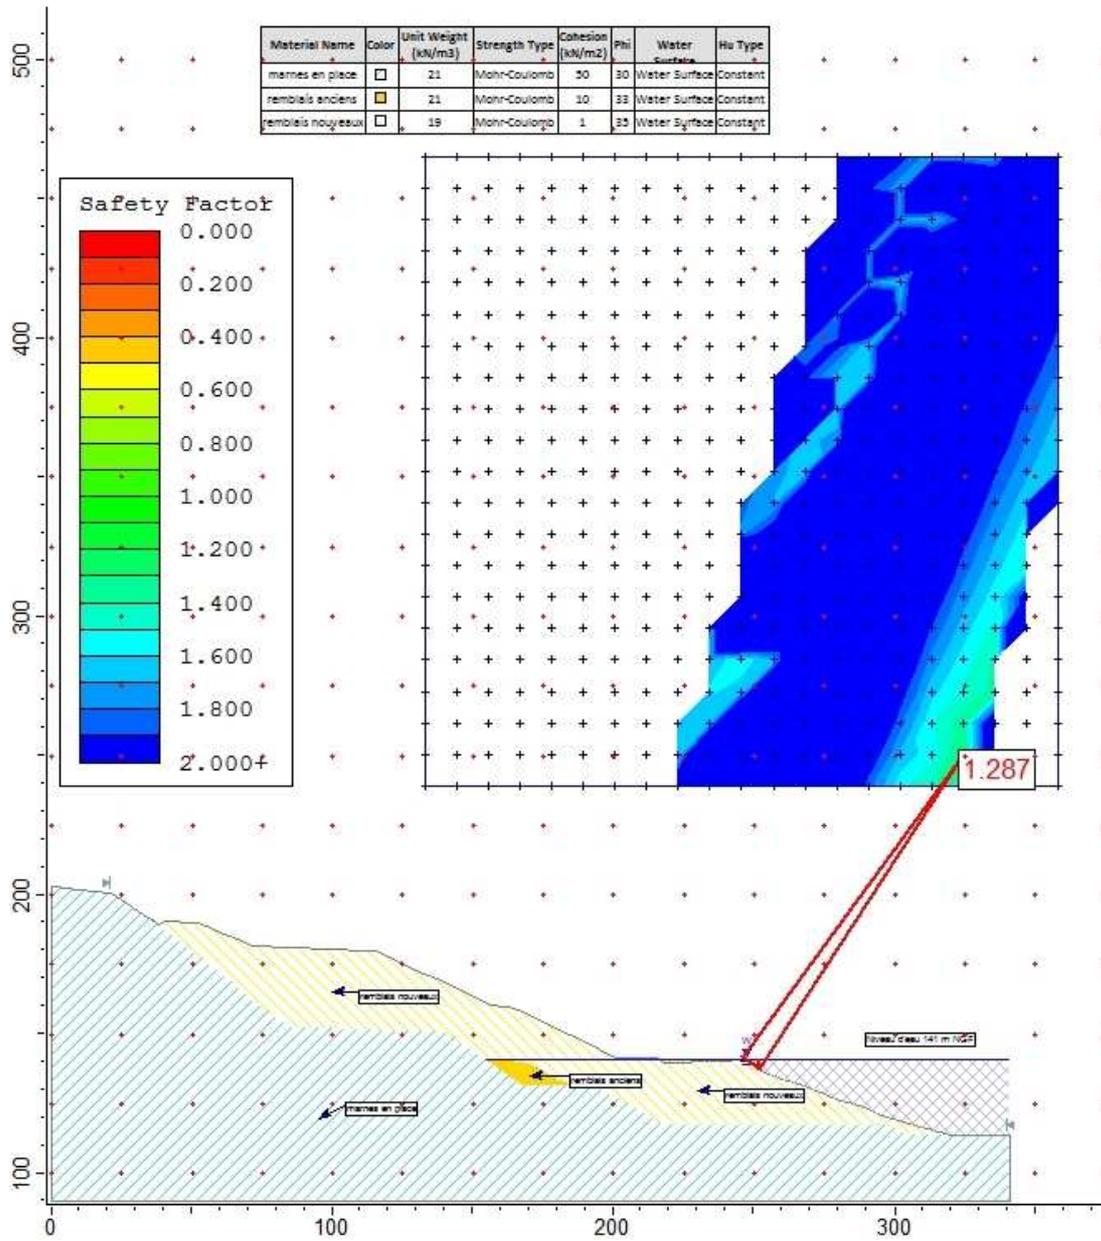 Material Name Color Unit Weight (kN/m3) Strength Type Cohesion (kN/m2) Phi Water Surface Hu Type
marnes en place 21 Mohr-Coulomb 50 30 Water Surface Constant
remblais anciens 21 Mohr-Coulomb 10 33 Water Surface Constant
remblais nouveaux 19 Mohr-Coulomb 1 35 Water Surface Constant
Safety Factor
0.000
0.200
0.400
0.600
0.800
1.000
1.200
1.400
1.600
1.800
2.000+
500
400
300
200
100
1.287
W
Niveau d'eau 141 m NGF
remblais nouveaux
remblais anciens
remblais nouveaux
marnes en place
0 100 200 300